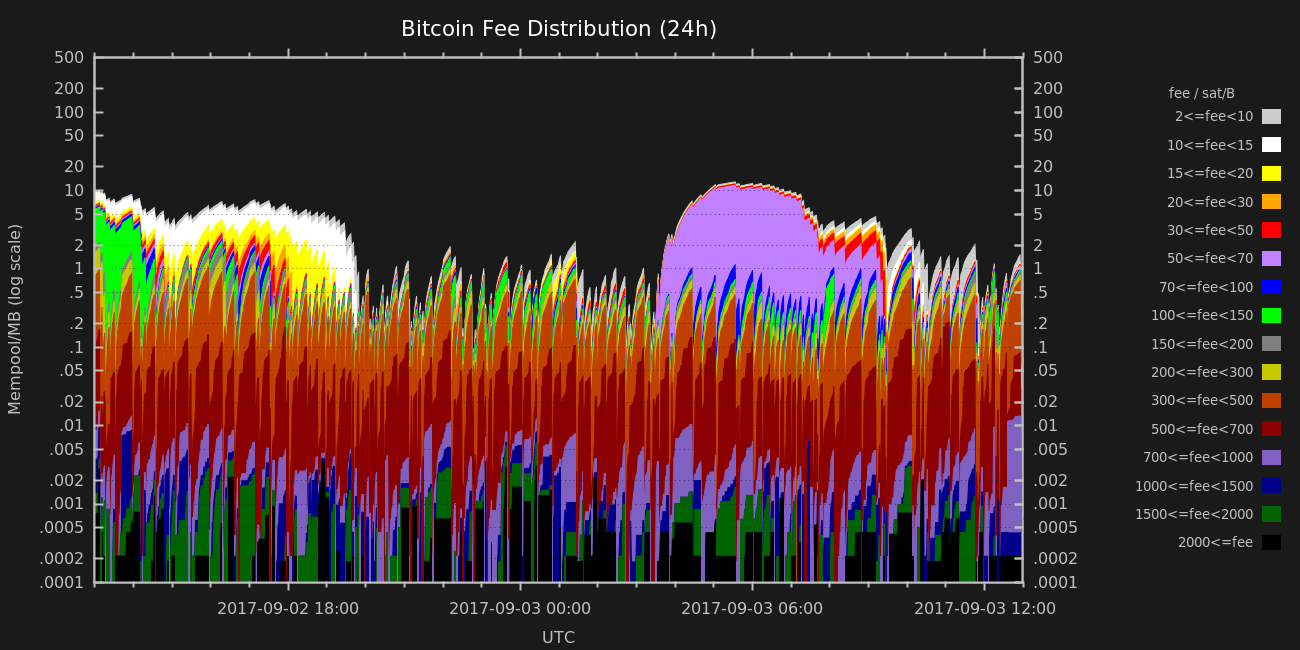 Bitcoin Fee Distribution (24h)
500
200
100
50
20
10
5
2
1
.5
.2
.1
.05
.02
.01
.005
.002
.001
.0005
.0002
.0001
Mempool/MB (log scale)
500
200
100
50
20
10
5
2
1
.5
.2
.1
.05
.02
.01
.005
.002
.001
.0005
.0002
.0001
2017-09-02 18:00
2017-09-03 00:00
2017-09-03 06:00
2017-09-03 12:00
UTC
fee / sat/B
2<=fee<10
10<=fee<15
15<=fee<20
20<=fee<30
30<=fee<50
50<=fee<70
70<=fee<100
100<=fee<150
150<=fee<200
200<=fee<300
300<=fee<500
500<=fee<700
700<=fee<1000
1000<=fee<1500
1500<=fee<2000
2000<=fee